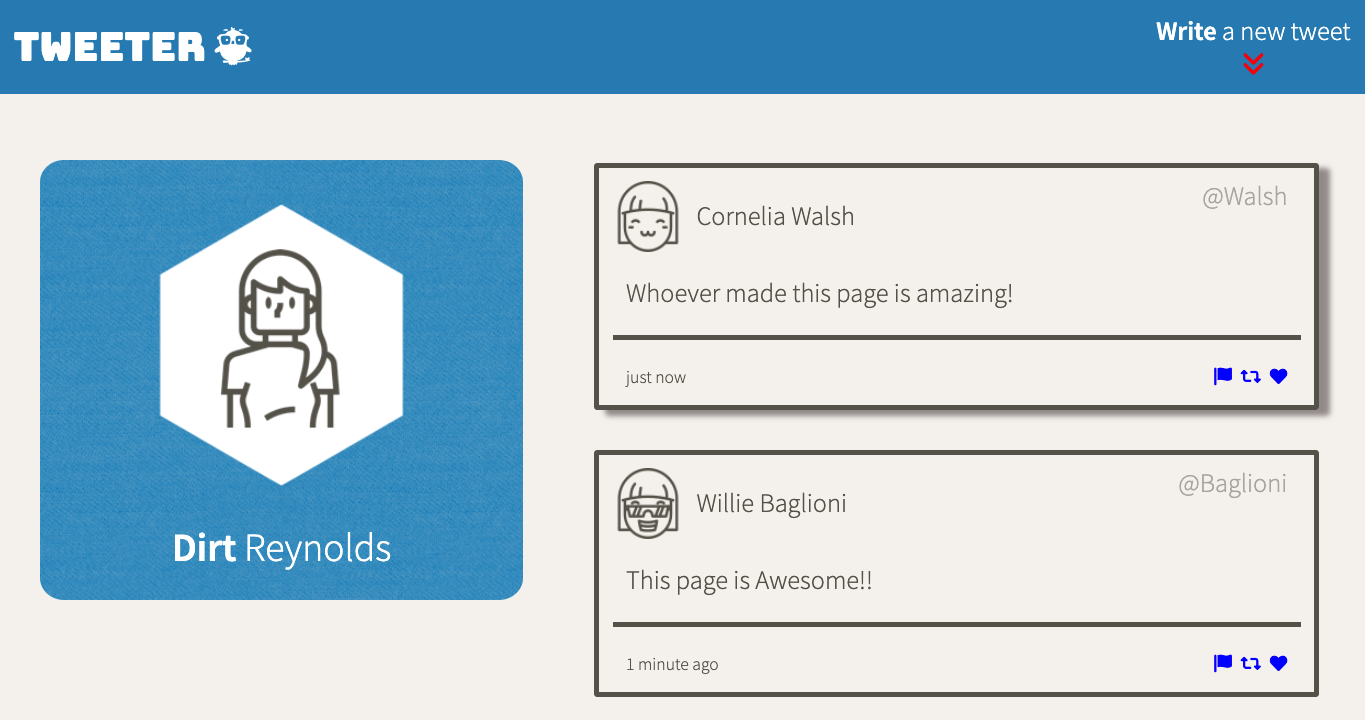 TWEETER
Write a new tweet
Dirt Reynolds
Cornelia Walsh
@Walsh
Whoever made this page is amazing!
just now
Willie Baglioni
@Baglioni
This page is Awesome!!
1 minute ago